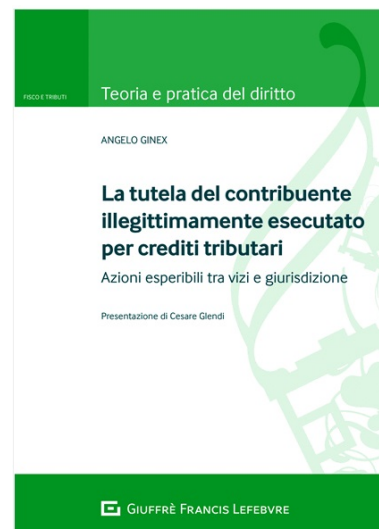 FISCO E TRIBUTI
Teoria e pratica del diritto
ANGELO GINEX
La tutela del contribuente
illegittimamente esecutato
per crediti tributari
Azioni esperibili tra vizi e giurisdizione
Presentazione di Cesare Glendi
GIUFFRÈ FRANCIS LEFEBVRE